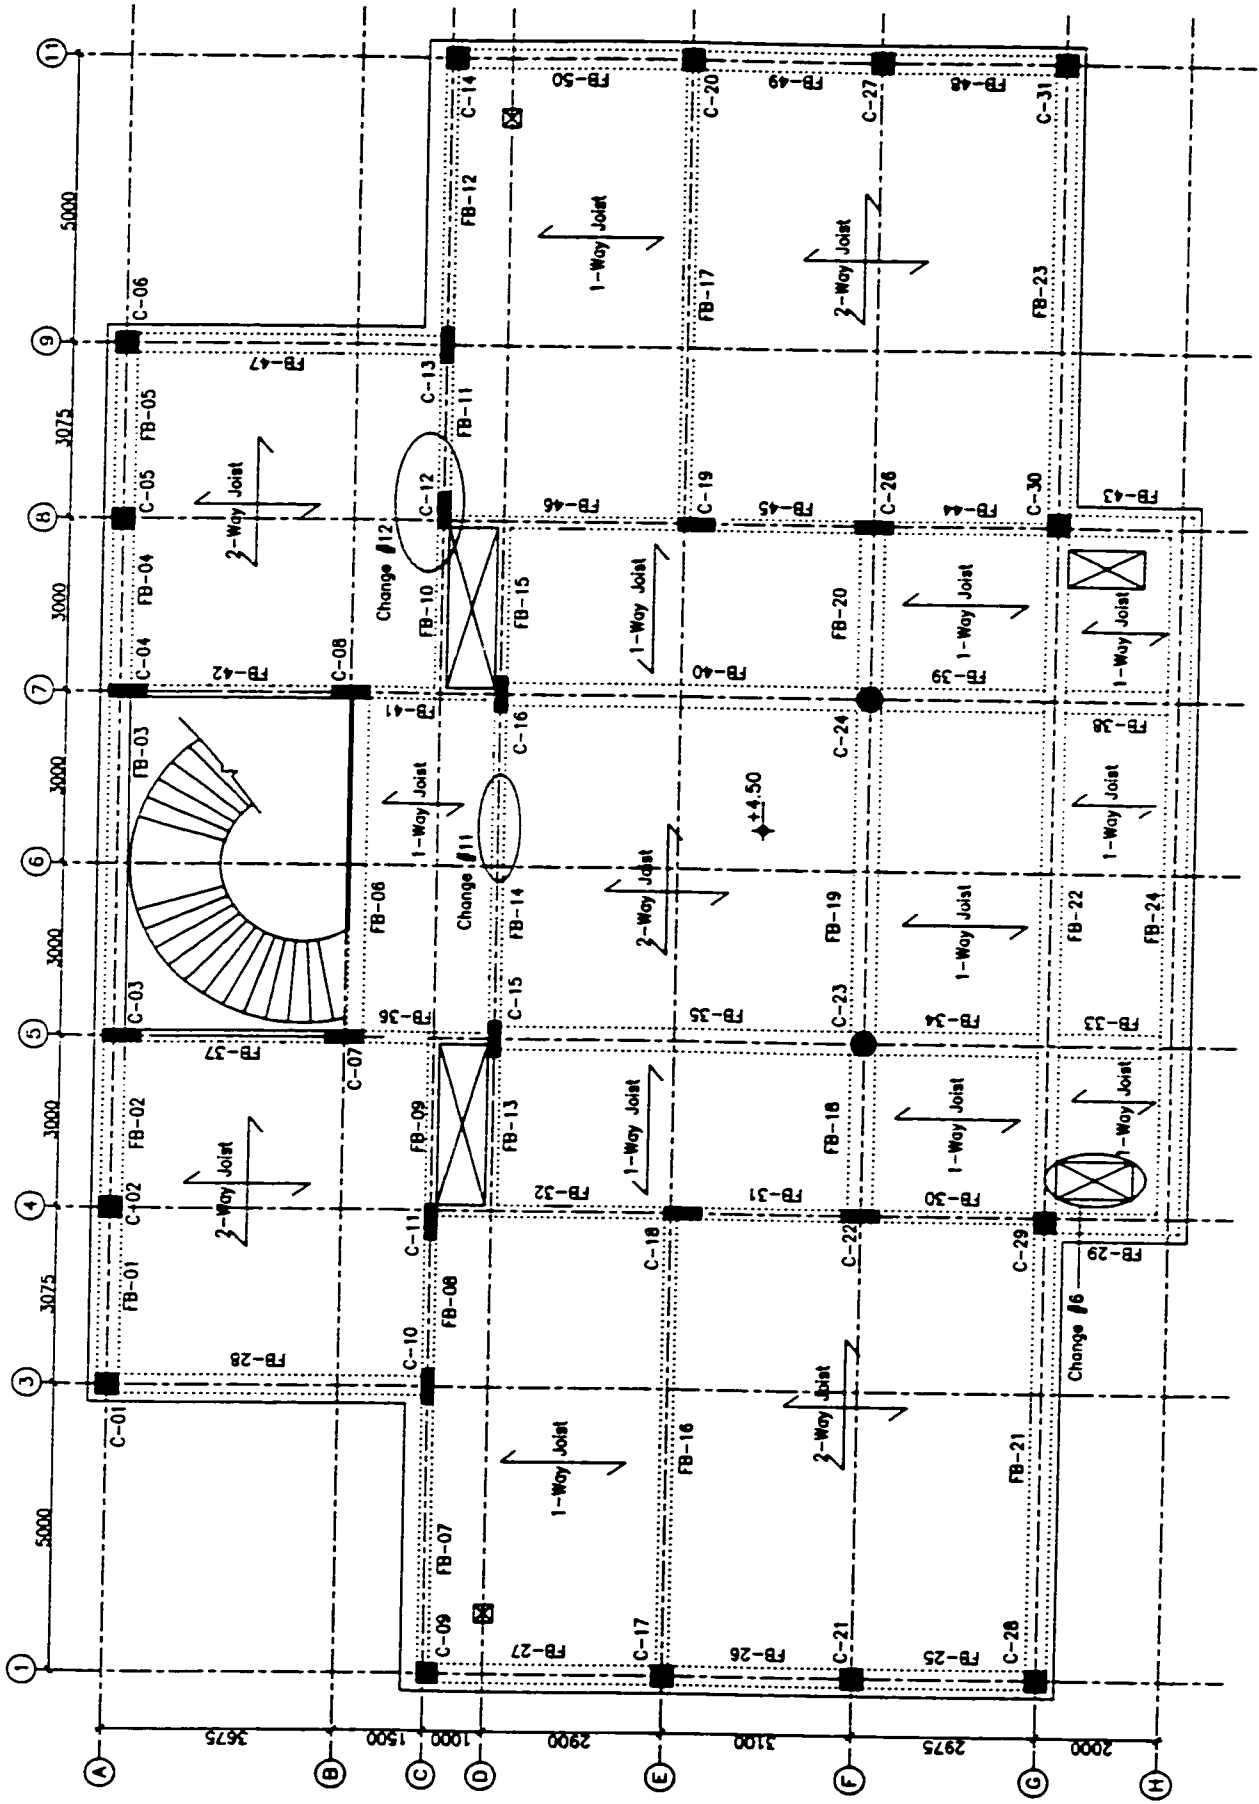 1
3
4
5
6
7
8
9
11
5000
3075
3000
3000
3000
3000
3075
5000
A
B
C
D
E
F
G
H
3675
1500
1000
2900
3100
2975
2000
C-01
FB-01
C-02
FB-02
C-03
FB-03
C-04
FB-04
C-05
FB-05
C-06
FB-28
2-Way Joist
FB-37
FB-42
2-Way Joist
FB-47
C-07
FB-06
C-08
FB-36
1-Way Joist
FB-41
Change #12
C-09
FB-07
C-10
FB-08
C-11
FB-09
FB-10
C-12
FB-11
C-13
FB-12
C-14
Change #11
FB-13
C-15
FB-14
C-16
FB-15
FB-27
1-Way Joist
FB-32
1-Way Joist
FB-35
2-Way Joist
+4.50
FB-40
1-Way Joist
FB-46
1-Way Joist
FB-50
C-17
FB-16
C-18
C-19
FB-17
C-20
FB-26
2-Way Joist
FB-31
FB-45
2-Way Joist
FB-49
C-21
C-22
FB-18
C-23
FB-19
C-24
FB-20
C-26
C-27
FB-25
FB-30
1-Way Joist
FB-34
1-Way Joist
FB-39
1-Way Joist
FB-44
FB-48
C-28
FB-21
C-29
FB-22
C-30
FB-23
C-31
Change #6
FB-29
1-Way Joist
FB-33
1-Way Joist
FB-38
1-Way Joist
FB-43
FB-24